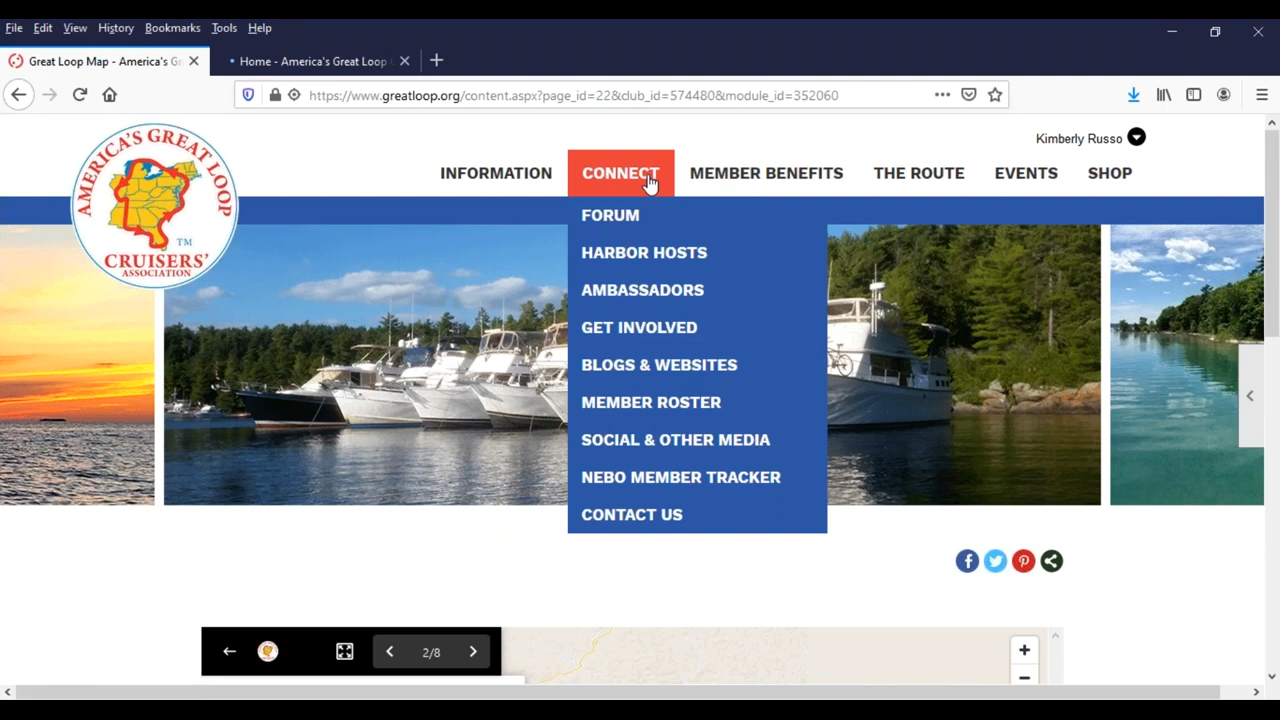 File Edit View History Bookmarks Tools Help
Great Loop Map - America's Gr
Home - America's Great Loop
https://www.greatloop.org/content.aspx?page_id=22&club_id=574480&module_id=352060
Kimberly Russo
AMERICA'S GREAT LOOP
TM
CRUISERS'
ASSOCIATION
INFORMATION CONNECT MEMBER BENEFITS THE ROUTE EVENTS SHOP
FORUM
HARBOR HOSTS
AMBASSADORS
GET INVOLVED
BLOGS & WEBSITES
MEMBER ROSTER
SOCIAL & OTHER MEDIA
NEBO MEMBER TRACKER
CONTACT US
2/8